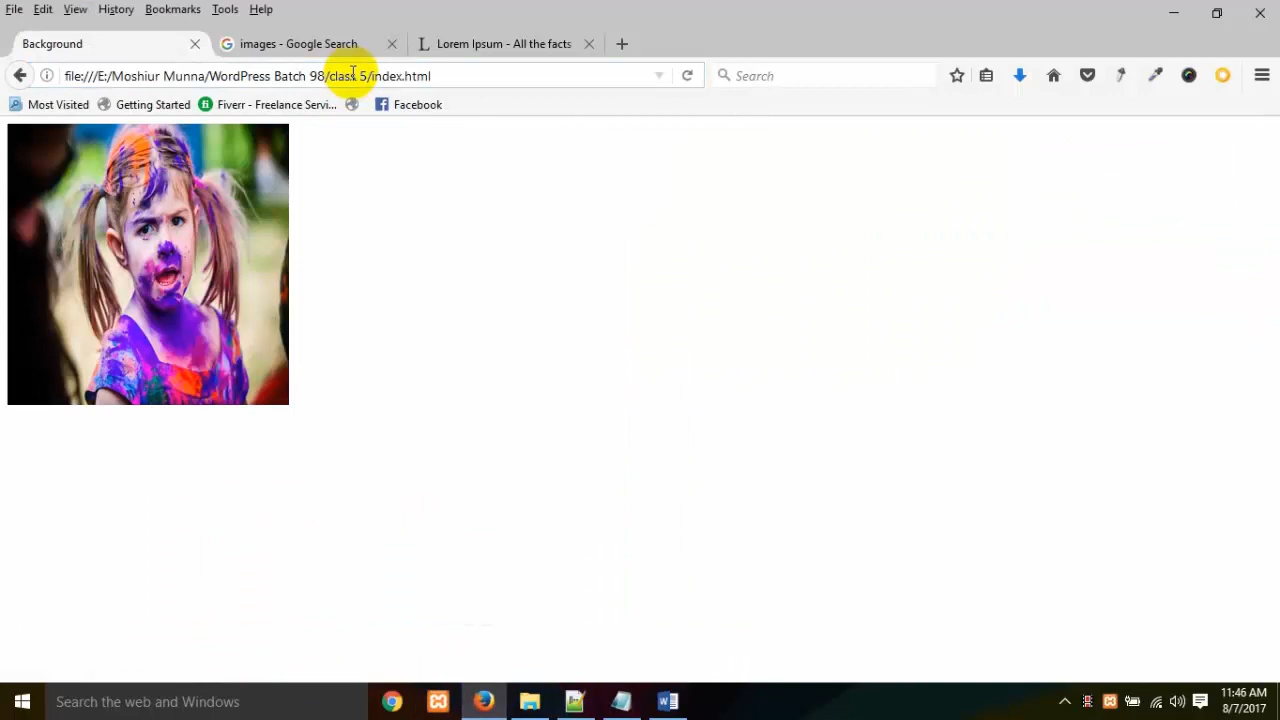 File Edit View History Bookmarks Tools Help
Background images - Google Search Lorem Ipsum - All the facts
file:///E:/Moshiur Munna/WordPress Batch 98/class 5/index.html Search
Most Visited Getting Started Fiverr - Freelance Servi... Facebook
Search the web and Windows
11:46 AM
8/7/2017